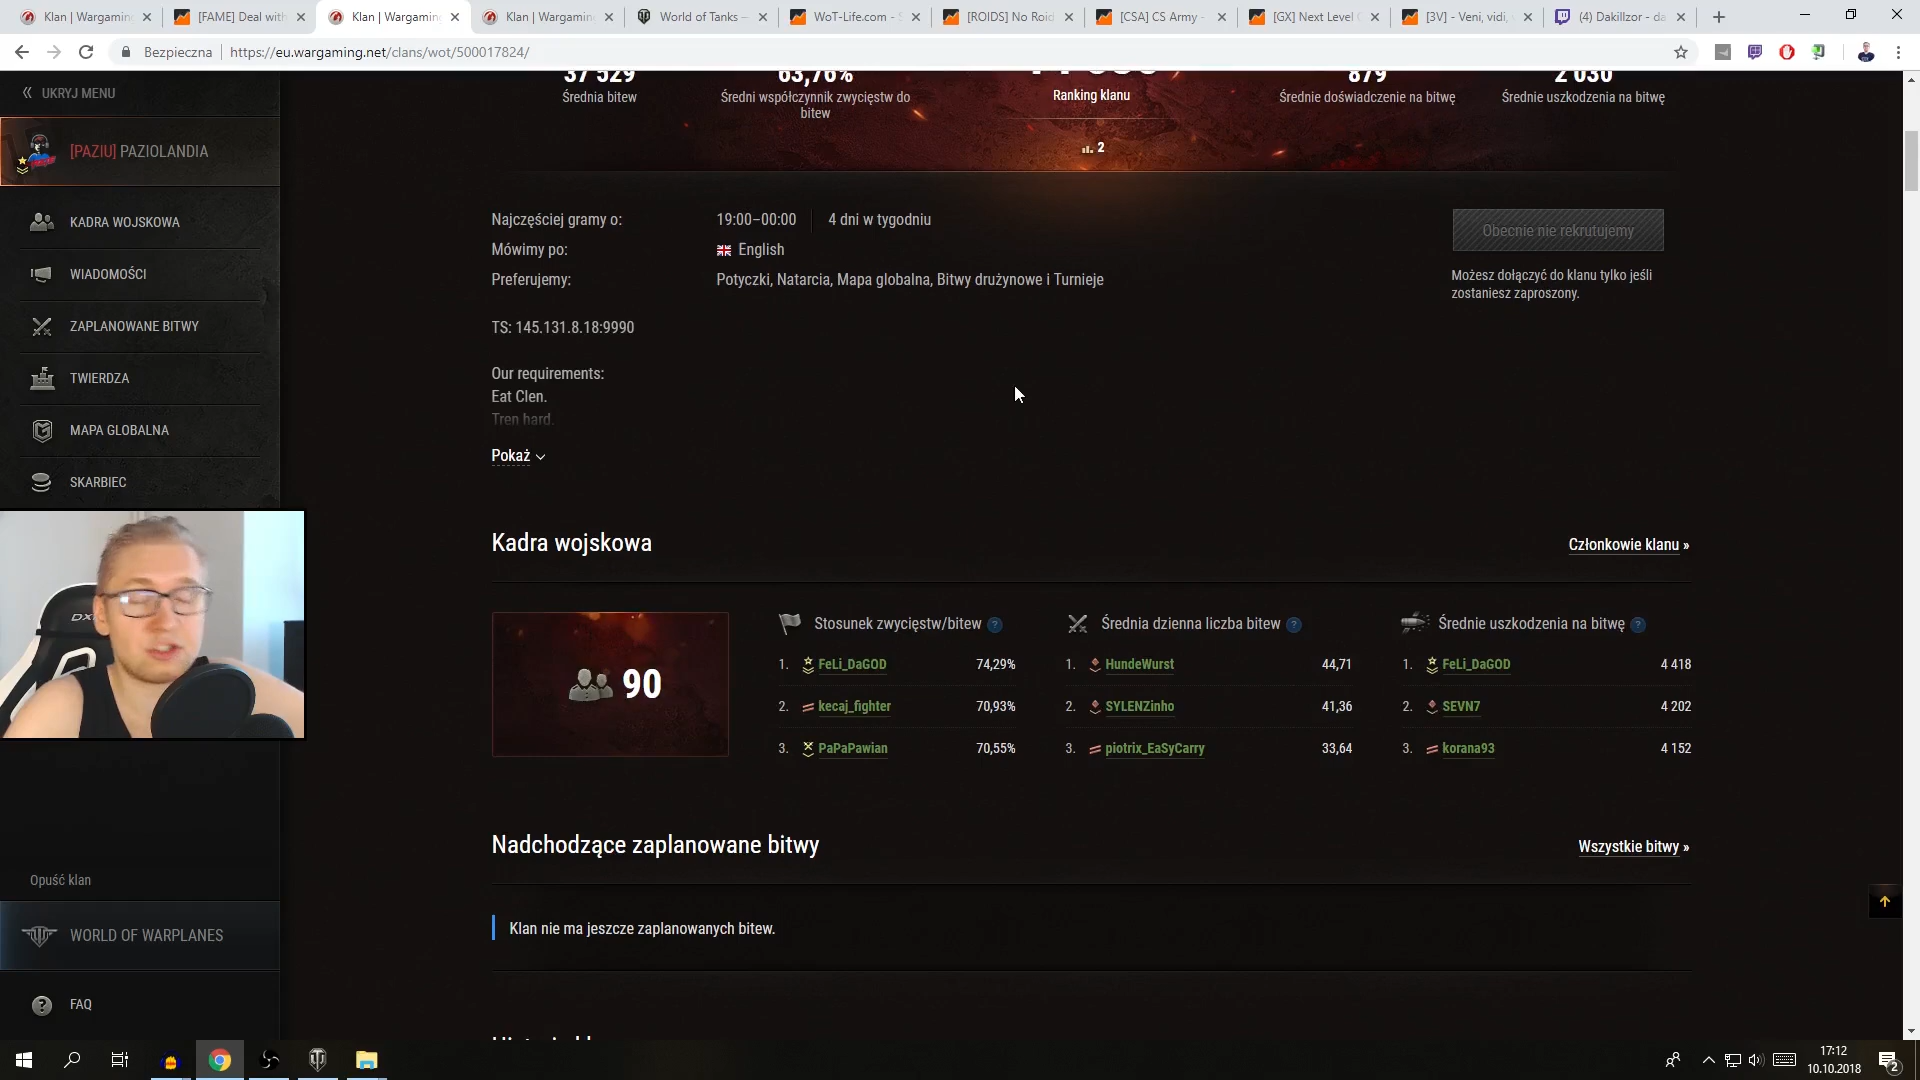 Klan | Wargaming
[FAME] Deal with
Klan | Wargaming
Klan | Wargaming
World of Tanks –
WoT-Life.com - S
[ROIDS] No Roid
[CSA] CS Army -
[GX] Next Level
[3V] - Veni, vidi,
(4) Dakillzor - da
Bezpieczna
https://eu.wargaming.net/clans/wot/500017824/
UKRYJ MENU
[PAZIU] PAZIOLANDIA
KADRA WOJSKOWA
WIADOMOŚCI
ZAPLANOWANE BITWY
TWIERDZA
MAPA GLOBALNA
SKARBIEC
DX
Opuść klan
WORLD OF WARPLANES
FAQ
37 529
Średnia bitew
63,76%
Średni współczynnik zwycięstw do
bitew
Ranking klanu
2
879
Średnie doświadczenie na bitwę
2 030
Średnie uszkodzenia na bitwę
Najczęściej gramy o:
19:00–00:00
4 dni w tygodniu
Mówimy po:
English
Preferujemy:
Potyczki, Natarcia, Mapa globalna, Bitwy drużynowe i Turnieje
Obecnie nie rekrutujemy
Możesz dołączyć do klanu tylko jeśli
zostaniesz zaproszony.
TS: 145.131.8.18:9990
Our requirements:
Eat Clen.
Tren hard.
Pokaż
Kadra wojskowa
Członkowie klanu »
90
Stosunek zwycięstw/bitew ?
1. FeLi_DaGOD 74,29%
2. kecaj_fighter 70,93%
3. PaPaPawian 70,55%
Średnia dzienna liczba bitew ?
1. HundeWurst 44,71
2. SYLENZinho 41,36
3. piotrix_EaSyCarry 33,64
Średnie uszkodzenia na bitwę ?
1. FeLi_DaGOD 4 418
2. SEVN7 4 202
3. korana93 4 152
Nadchodzące zaplanowane bitwy
Wszystkie bitwy »
Klan nie ma jeszcze zaplanowanych bitew.
17:12
10.10.2018
2